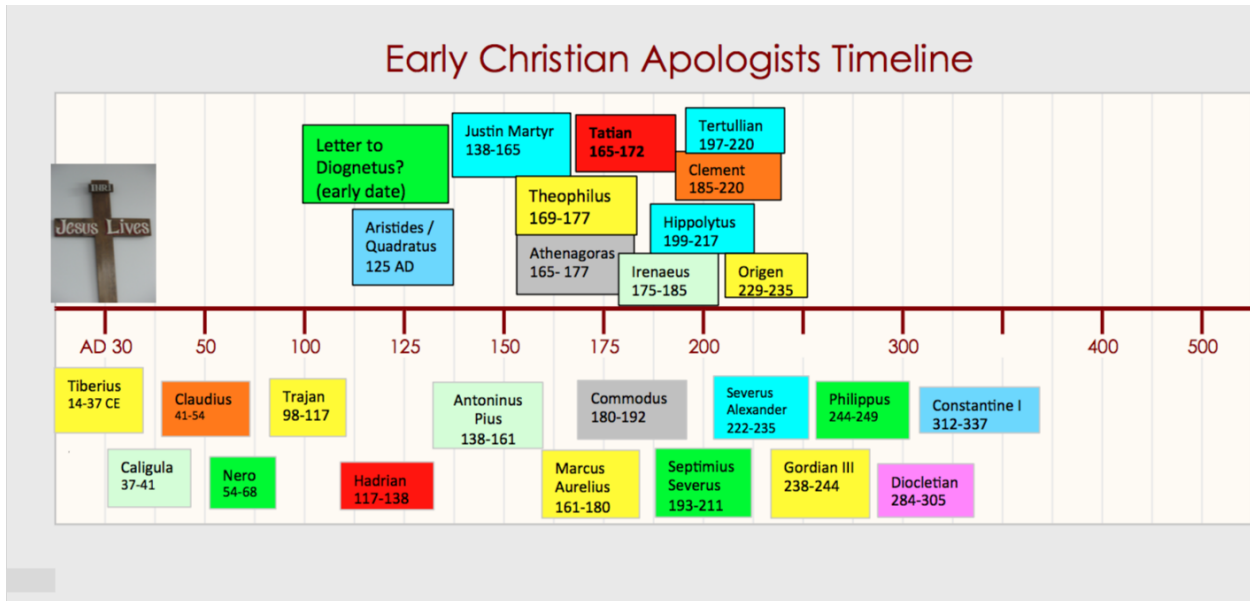 Early Christian Apologists Timeline
Letter to
Diognetus?
(early date)
Justin Martyr
138-165
Tatian
165-172
Tertullian
197-220
Clement
185-220
Theophilus
169-177
Aristides /
Quadratus
125 AD
Hippolytus
199-217
Athenagoras
165- 177
Irenaeus
175-185
Origen
229-235
Jesus Lives
AD 30 50 100 125 150 175 200 300 400 500
Tiberius
14-37 CE
Claudius
41-54
Trajan
98-117
Antoninus
Pius
138-161
Commodus
180-192
Severus
Alexander
222-235
Philippus
244-249
Constantine I
312-337
Caligula
37-41
Nero
54-68
Hadrian
117-138
Marcus
Aurelius
161-180
Septimius
Severus
193-211
Gordian III
238-244
Diocletian
284-305